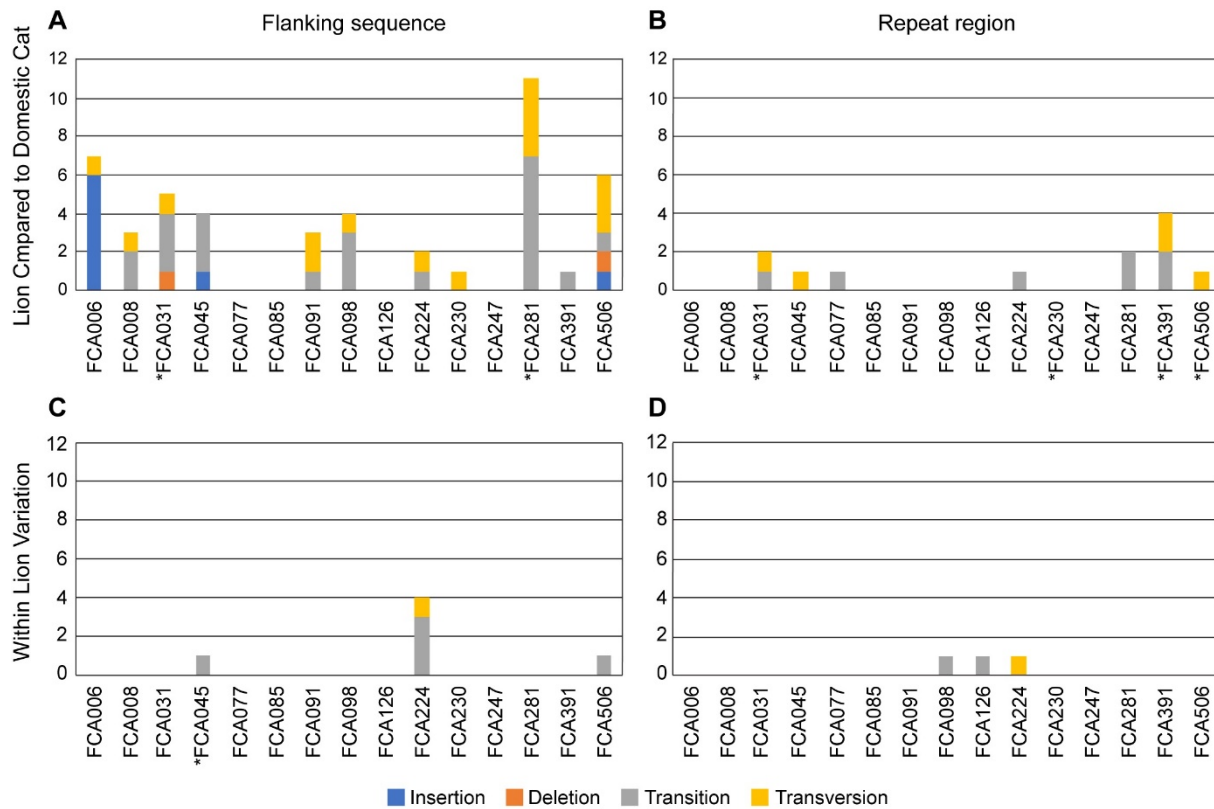 A Flanking sequence
B Repeat region
Lion Cmpared to Domestic Cat
12
10
8
6
4
2
0
FCA006
FCA008
*FCA031
FCA045
FCA077
FCA085
FCA091
FCA098
FCA126
FCA224
FCA230
FCA247
*FCA281
FCA391
FCA506
12
10
8
6
4
2
0
FCA006
FCA008
*FCA031
FCA045
FCA077
FCA085
FCA091
FCA098
FCA126
FCA224
*FCA230
FCA247
FCA281
*FCA391
*FCA506
C
D
Within Lion Variation
12
10
8
6
4
2
0
FCA006
FCA008
FCA031
*FCA045
FCA077
FCA085
FCA091
FCA098
FCA126
FCA224
FCA230
FCA247
FCA281
FCA391
FCA506
12
10
8
6
4
2
0
FCA006
FCA008
FCA031
FCA045
FCA077
FCA085
FCA091
FCA098
FCA126
FCA224
FCA230
FCA247
FCA281
FCA391
FCA506
Insertion Deletion Transition Transversion